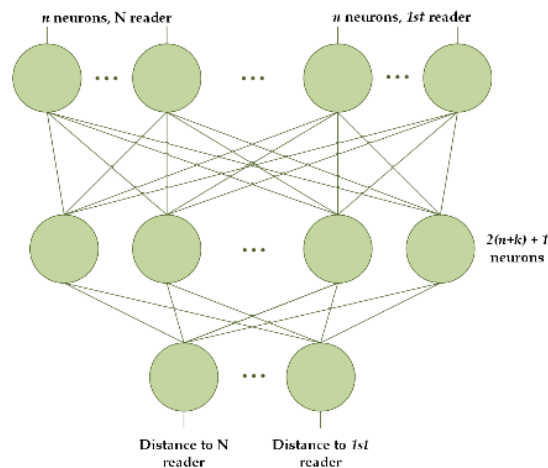 n neurons, N reader
n neurons, 1st reader
2(n+k) + 1
neurons
Distance to N
reader
Distance to 1st
reader